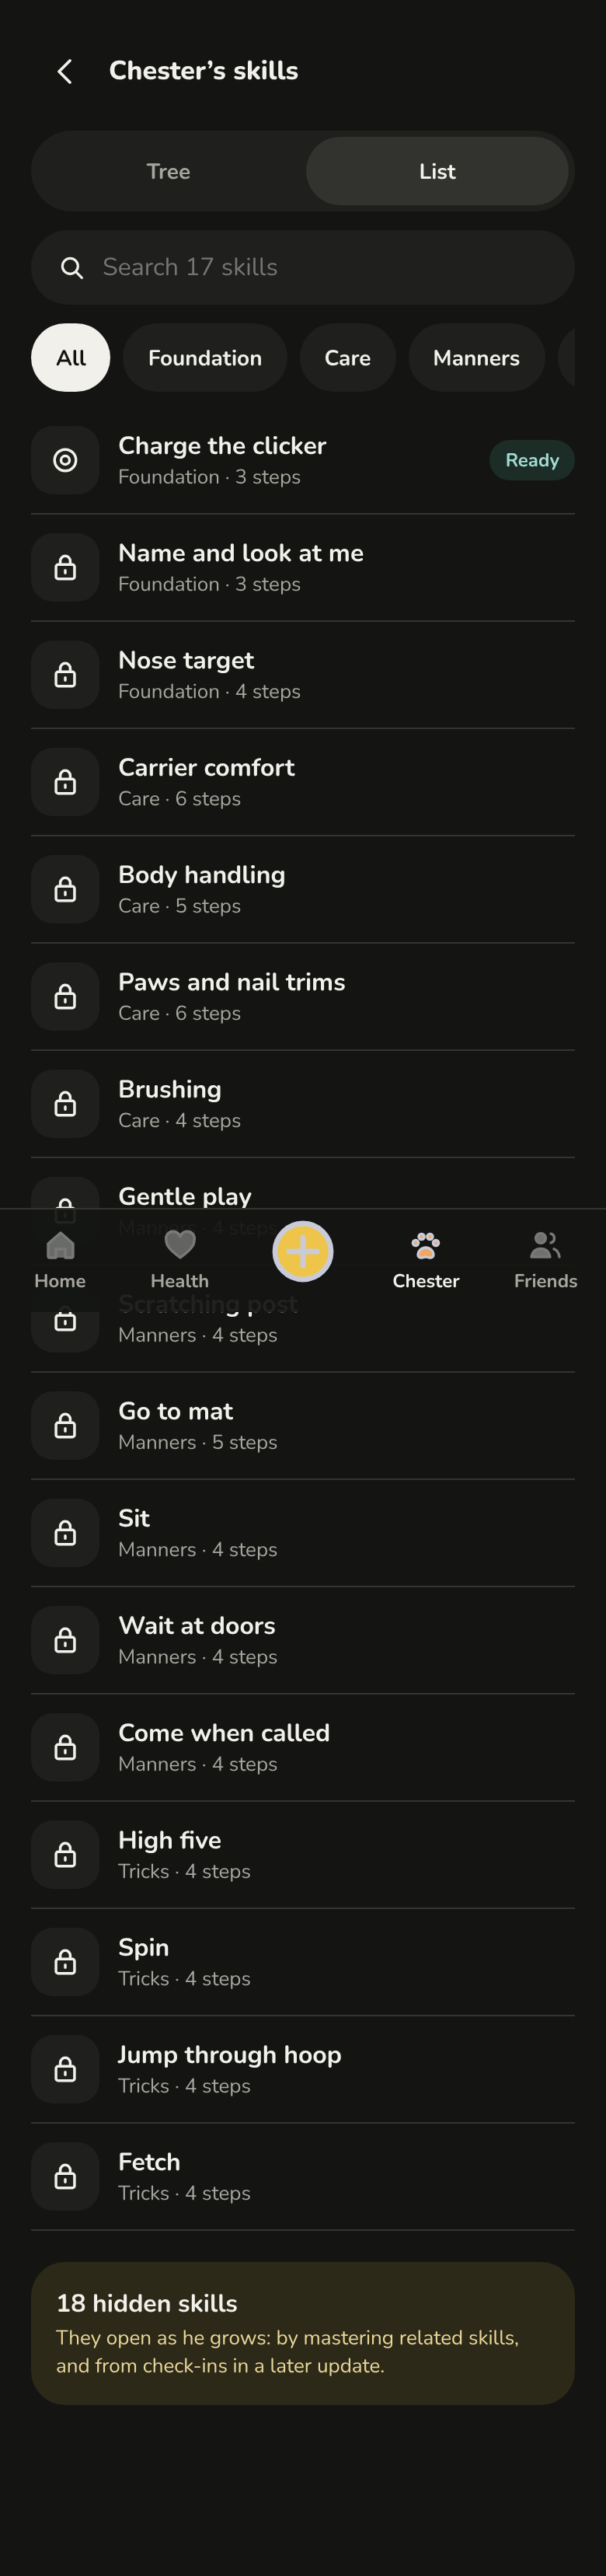 Chester’s skills
Tree
List
Search 17 skills
All
Foundation
Care
Manners
Charge the clicker
Foundation · 3 steps
Ready
Name and look at me
Foundation · 3 steps
Nose target
Foundation · 4 steps
Carrier comfort
Care · 6 steps
Body handling
Care · 5 steps
Paws and nail trims
Care · 6 steps
Brushing
Care · 4 steps
Gentle play
Manners · 4 steps
Home
Health
Chester
Friends
Scratching post
Manners · 4 steps
Go to mat
Manners · 5 steps
Sit
Manners · 4 steps
Wait at doors
Manners · 4 steps
Come when called
Manners · 4 steps
High five
Tricks · 4 steps
Spin
Tricks · 4 steps
Jump through hoop
Tricks · 4 steps
Fetch
Tricks · 4 steps
18 hidden skills
They open as he grows: by mastering related skills,
and from check-ins in a later update.